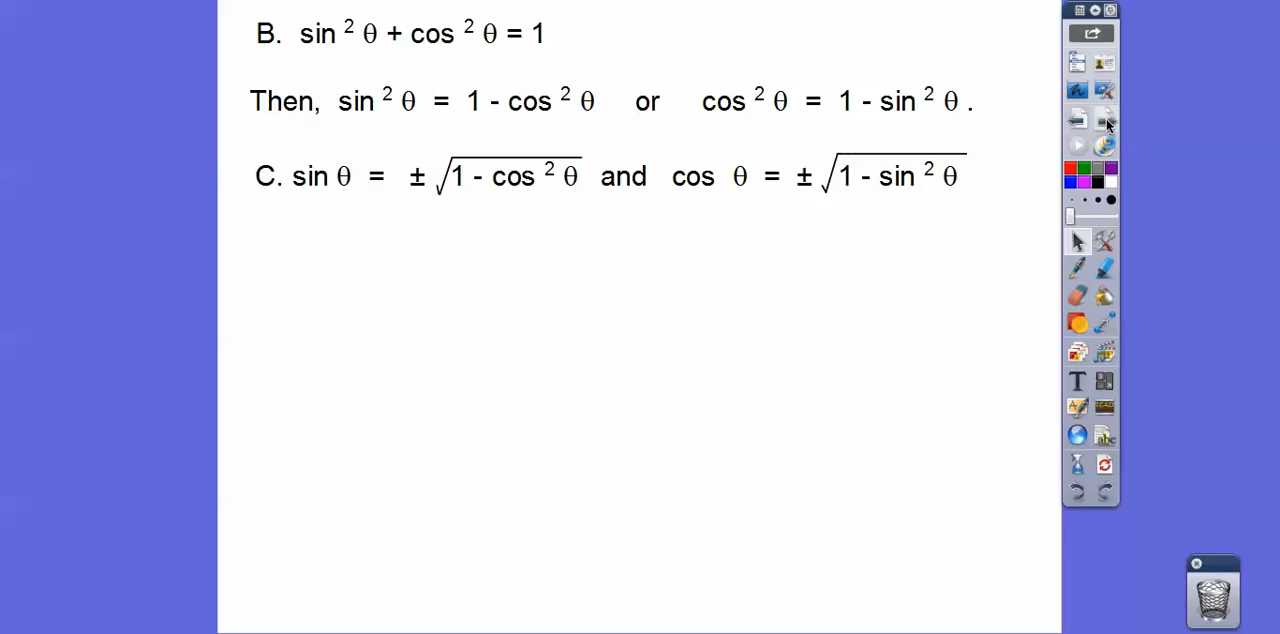 B. sin ² θ + cos ² θ = 1
Then, sin ² θ = 1 - cos ² θ or cos ² θ = 1 - sin ² θ .
C. sin θ = ± √1 - cos ² θ and cos θ = ± √1 - sin ² θ